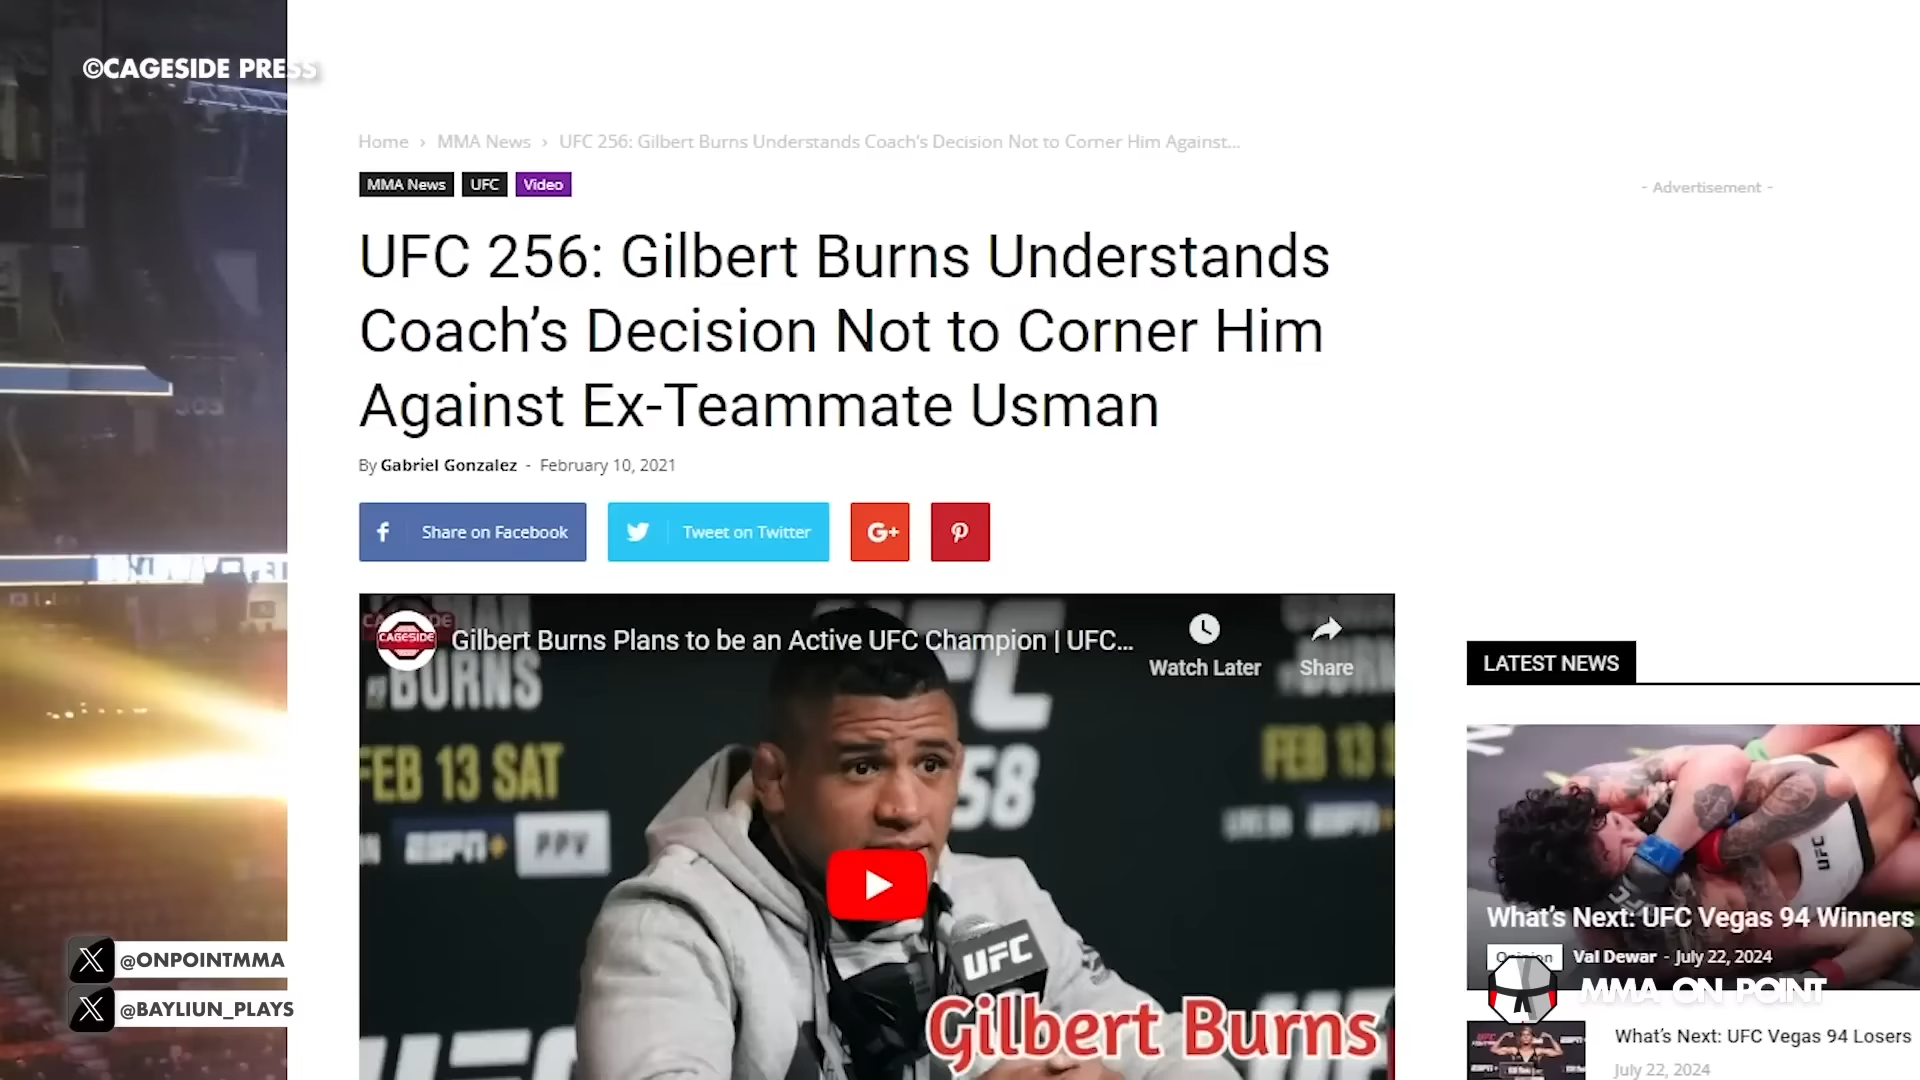 ©CAGESIDE PRESS
Home › MMA News › UFC 256: Gilbert Burns Understands Coach’s Decision Not to Corner Him Against...
MMA News UFC Video
- Advertisement -
UFC 256: Gilbert Burns Understands
Coach’s Decision Not to Corner Him
Against Ex-Teammate Usman
By Gabriel Gonzalez - February 10, 2021
Share on Facebook
Tweet on Twitter
G+
CAGESIDE
Gilbert Burns Plans to be an Active UFC Champion | UFC...
Watch Later
Share
BURNS
FEB 13 SAT
58
FEB 13
ESPN+ PPV
UFC
Gilbert Burns
LATEST NEWS
UFC
What’s Next: UFC Vegas 94 Winners
Opinion Val Dewar - July 22, 2024
MMA ON POINT
What’s Next: UFC Vegas 94 Losers
July 22, 2024
@ONPOINTMMA
@BAYLIUN_PLAYS